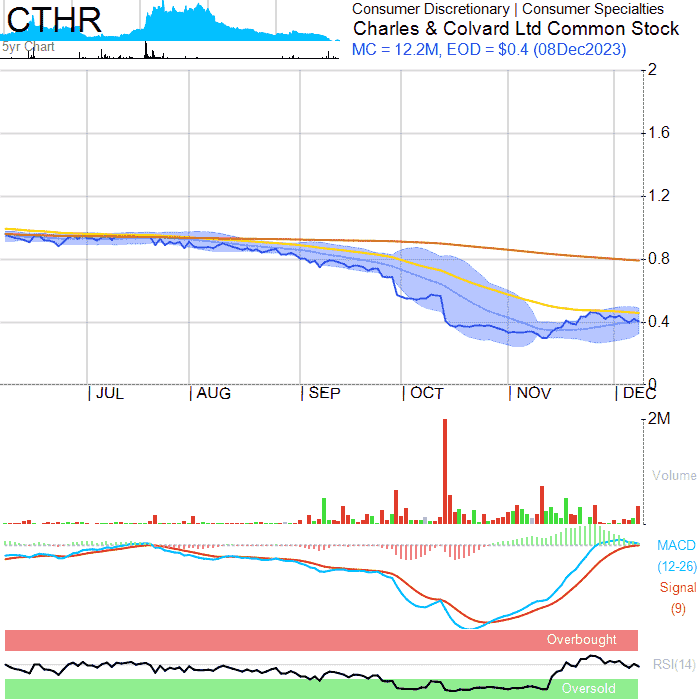 CTHR
5yr Chart
Consumer Discretionary | Consumer Specialties
Charles & Colvard Ltd Common Stock
MC = 12.2M, EOD = $0.4 (08Dec2023)
2
1.6
1.2
0.8
0.4
0
JUL
AUG
SEP
OCT
NOV
DEC
2M
Volume
MACD
(12-26)
Signal
(9)
Overbought
RSI(14)
Oversold